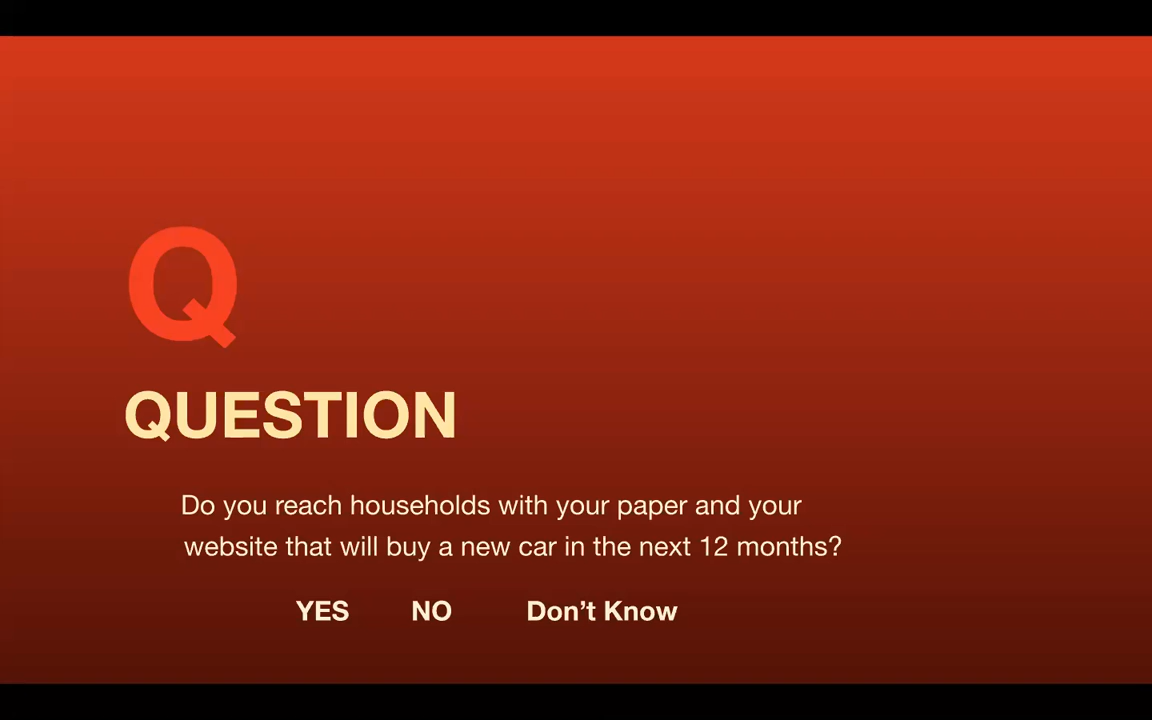 Q
QUESTION
Do you reach households with your paper and your
website that will buy a new car in the next 12 months?
YES NO Don’t Know